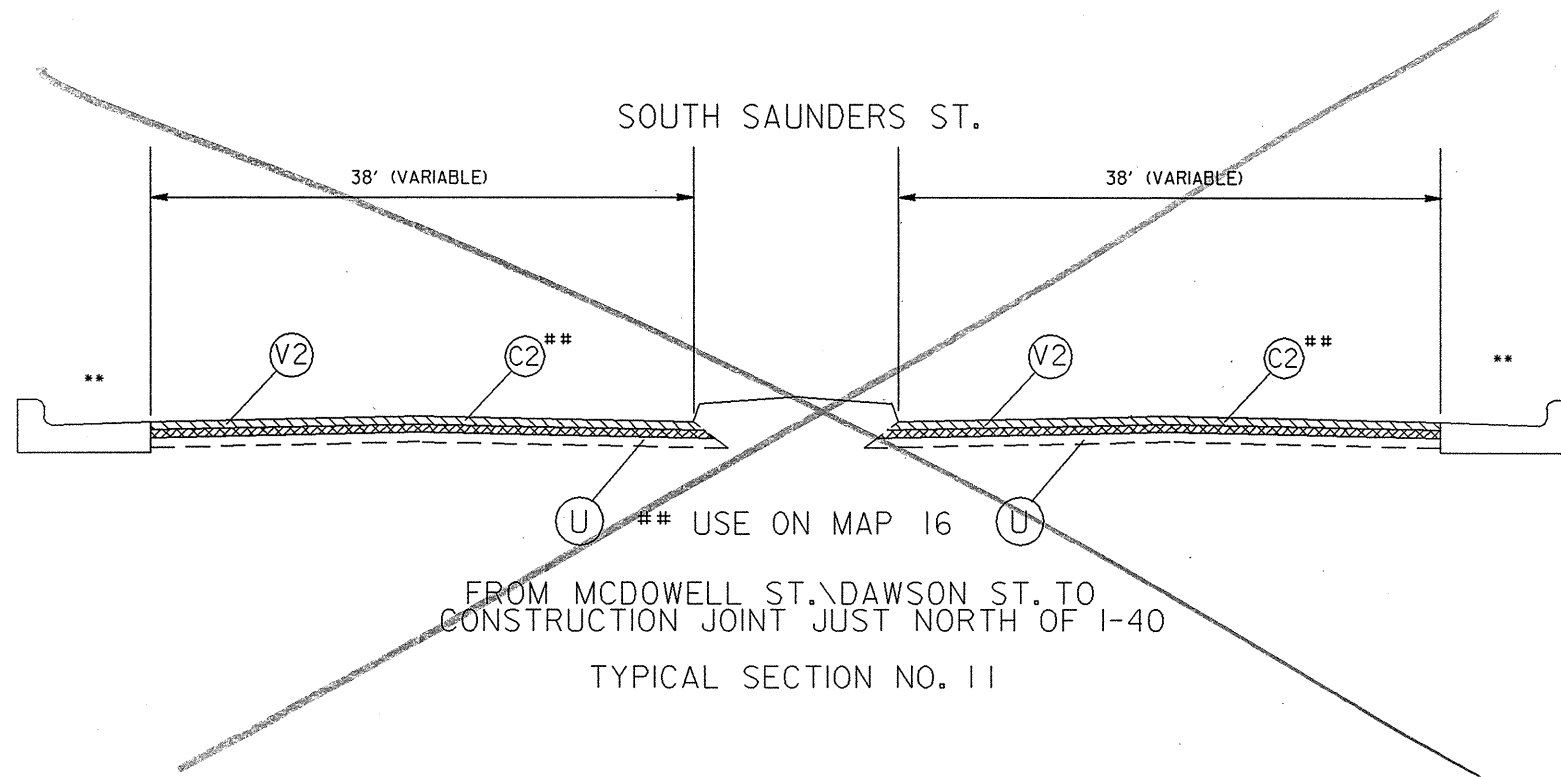 SOUTH SAUNDERS ST.
38' (VARIABLE)
38' (VARIABLE)
V2
C2 ##
V2
C2 ##
**
**
U
## USE ON MAP 16
U
FROM MCDOWELL ST.\DAWSON ST. TO
CONSTRUCTION JOINT JUST NORTH OF I-40
TYPICAL SECTION NO. 11